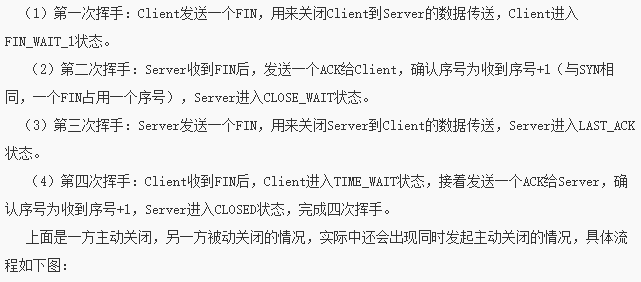 （1）第一次挥手：Client发送一个FIN，用来关闭Client到Server的数据传送，Client进入
FIN_WAIT_1状态。
（2）第二次挥手：Server收到FIN后，发送一个ACK给Client，确认序号为收到序号+1（与SYN相
同，一个FIN占用一个序号），Server进入CLOSE_WAIT状态。
（3）第三次挥手：Server发送一个FIN，用来关闭Server到Client的数据传送，Server进入LAST_ACK
状态。
（4）第四次挥手：Client收到FIN后，Client进入TIME_WAIT状态，接着发送一个ACK给Server，确
认序号为收到序号+1，Server进入CLOSED状态，完成四次挥手。
上面是一方主动关闭，另一方被动关闭的情况，实际中还会出现同时发起主动关闭的情况，具体流
程如下图：